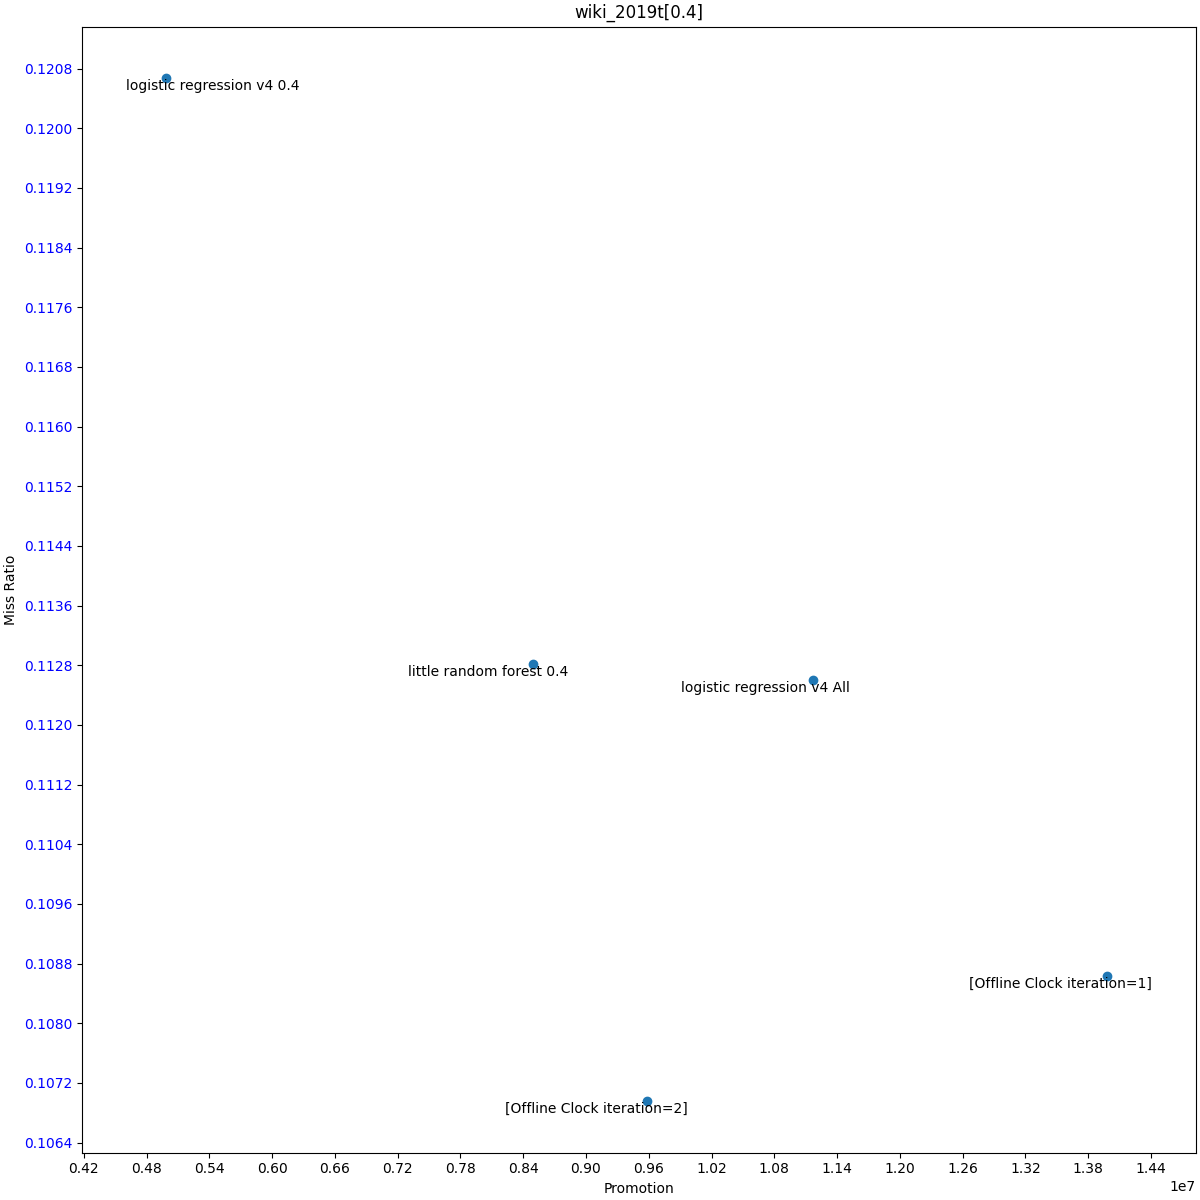 wiki_2019t[0.4]
0.1208
0.1200
0.1192
0.1184
0.1176
0.1168
0.1160
0.1152
0.1144
0.1136
0.1128
0.1120
0.1112
0.1104
0.1096
0.1088
0.1080
0.1072
0.1064
Miss Ratio
logistic regression v4 0.4
little random forest 0.4
logistic regression v4 All
[Offline Clock iteration=1]
[Offline Clock iteration=2]
0.42 0.48 0.54 0.60 0.66 0.72 0.78 0.84 0.90 0.96 1.02 1.08 1.14 1.20 1.26 1.32 1.38 1.44
Promotion
1e7